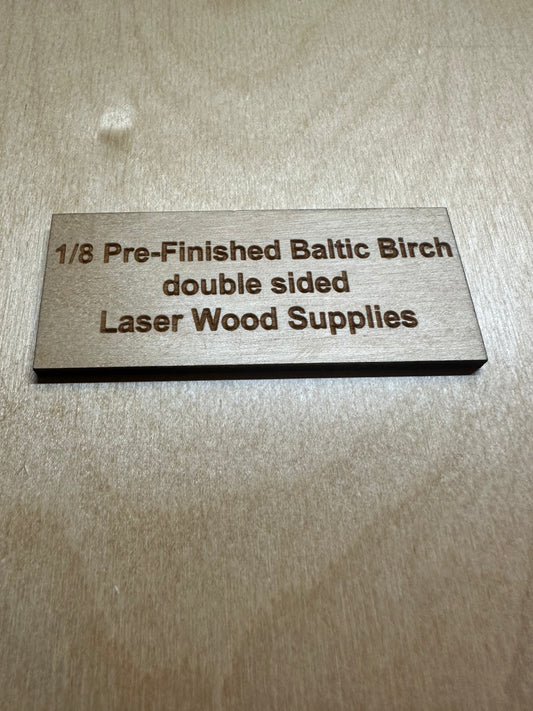 1/8 Pre-Finished Baltic Birch
double sided
Laser Wood Supplies